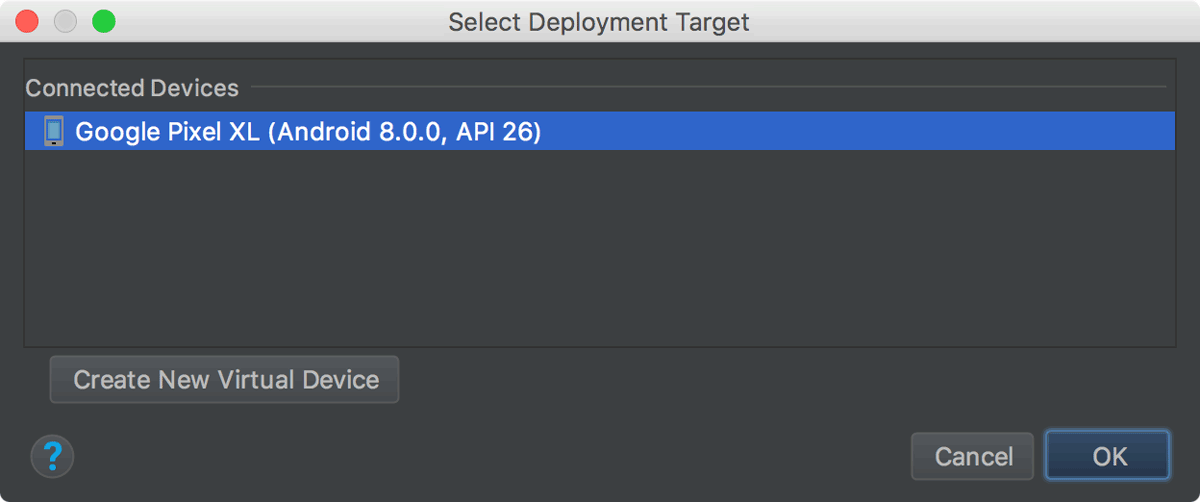 Select Deployment Target
Connected Devices
Google Pixel XL (Android 8.0.0, API 26)
Create New Virtual Device
?
Cancel
OK